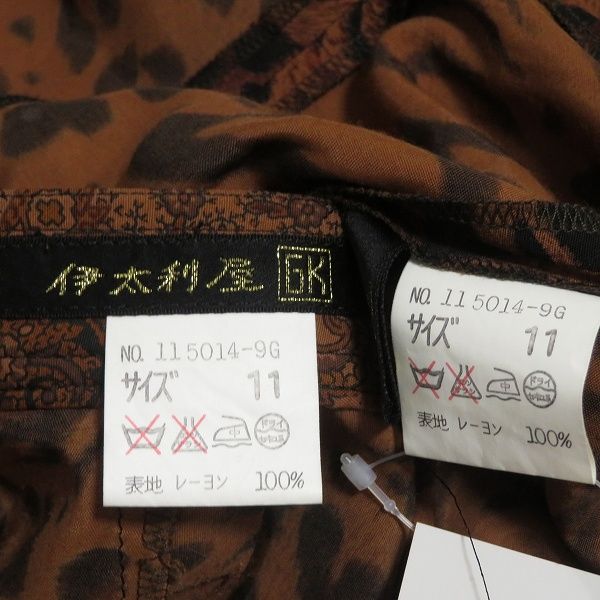 伊太利屋 GK
NO. 115014-9G
サイズ 11
中
ドライ
表地 レーヨン 100%
NO. 115014-9G
サイズ 11
中
ドライ
表地 レーヨン 100%